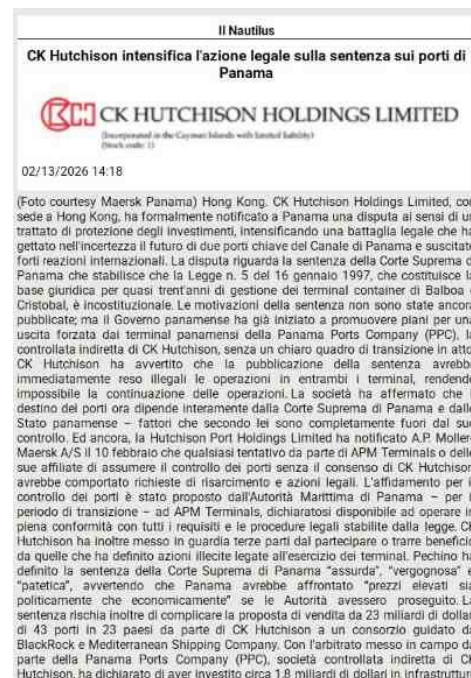 Il Nautilus
CK Hutchison intensifica l'azione legale sulla sentenza sui porti di
Panama
CK HUTCHISON HOLDINGS LIMITED
(Incorporated in the Cayman Islands with limited liability)
(Stock code: 1)
02/13/2026 14:18
(Foto courtesy Maersk Panama) Hong Kong. CK Hutchison Holdings Limited, con
sede a Hong Kong, ha formalmente notificato a Panama una disputa ai sensi di un
trattato di protezione degli investimenti, intensificando una battaglia legale che ha
gettato nell'incertezza il futuro di due porti chiave del Canale di Panama e suscitato
forti reazioni internazionali. La disputa riguarda la sentenza della Corte Suprema d
Panama che stabilisce che la Legge n. 5 del 16 gennaio 1997, che costituisce la
base giuridica per quasi trent'anni di gestione dei terminal container di Balboa e
Cristobal, è incostituzionale. Le motivazioni della sentenza non sono state ancora
pubblicate; ma il Governo panamense ha già iniziato a promuovere piani per una
uscita forzata dai terminal panamensi della Panama Ports Company (PPC), la
controllata indiretta di CK Hutchison, senza un chiaro quadro di transizione in atto.
CK Hutchison ha avvertito che la pubblicazione della sentenza avrebbe
immediatamente reso illegali le operazioni in entrambi i terminal, rendendo
impossibile la continuazione delle operazioni. La società ha affermato che i
destino dei porti ora dipende interamente dalla Corte Suprema di Panama e dallo
Stato panamense – fattori che secondo lei sono completamente fuori dal suo
controllo. Ed ancora, la Hutchison Port Holdings Limited ha notificato A.P. Moller-
Maersk A/S il 10 febbraio che qualsiasi tentativo da parte di APM Terminals o delle
sue affiliate di assumere il controllo dei porti senza il consenso di CK Hutchison
avrebbe comportato richieste di risarcimento e azioni legali. L'affidamento per i
controllo dei porti è stato proposto dall'Autorità Marittima di Panama – per i
periodo di transizione – ad APM Terminals, dichiaratosi disponibile ad operare in
piena conformità con tutti i requisiti e le procedure legali stabilite dalla legge. CK
Hutchison ha inoltre messo in guardia terze parti dal partecipare o trarre beneficio
da quelle che ha definito azioni illecite legate all'esercizio dei terminal. Pechino ha
definito la sentenza della Corte Suprema di Panama "assurda", "vergognosa" e
"patetica", avvertendo che Panama avrebbe affrontato "prezzi elevati sia
politicamente che economicamente" se le Autorità avessero proseguito. La
sentenza rischia inoltre di complicare la proposta di vendita da 23 miliardi di dollari
di 43 porti in 23 paesi da parte di CK Hutchison a un consorzio guidato da
BlackRock e Mediterranean Shipping Company. Con l'arbitrato messo in campo da
parte della Panama Ports Company (PPC), società controllata indiretta di CK
Hutchison, ha dichiarato di aver investito circa 1,8 miliardi di dollari in infrastrutture